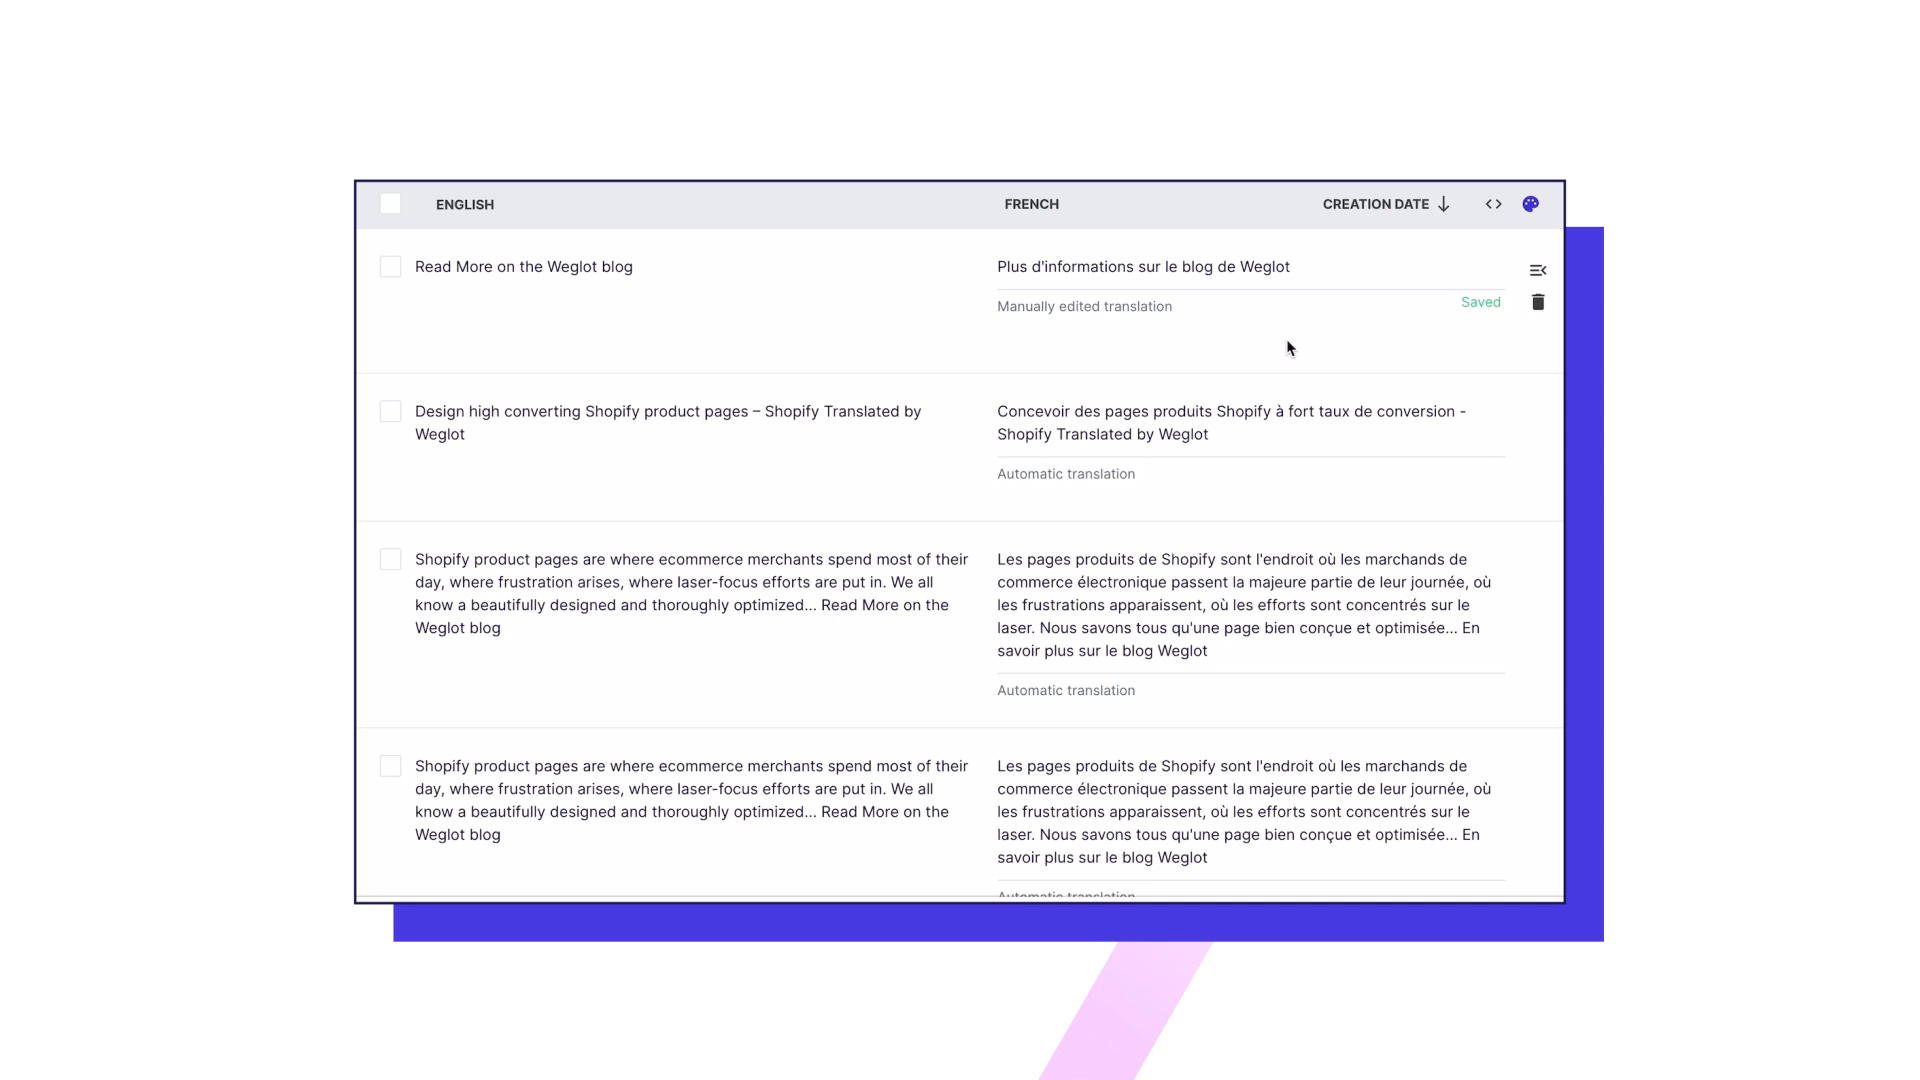 ENGLISH
FRENCH
CREATION DATE
Read More on the Weglot blog
Plus d'informations sur le blog de Weglot
Manually edited translation
Saved
Design high converting Shopify product pages – Shopify Translated by
Weglot
Concevoir des pages produits Shopify à fort taux de conversion -
Shopify Translated by Weglot
Automatic translation
Shopify product pages are where ecommerce merchants spend most of their
day, where frustration arises, where laser-focus efforts are put in. We all
know a beautifully designed and thoroughly optimized... Read More on the
Weglot blog
Les pages produits de Shopify sont l'endroit où les marchands de
commerce électronique passent la majeure partie de leur journée, où
les frustrations apparaissent, où les efforts sont concentrés sur le
laser. Nous savons tous qu'une page bien conçue et optimisée... En
savoir plus sur le blog Weglot
Automatic translation
Shopify product pages are where ecommerce merchants spend most of their
day, where frustration arises, where laser-focus efforts are put in. We all
know a beautifully designed and thoroughly optimized... Read More on the
Weglot blog
Les pages produits de Shopify sont l'endroit où les marchands de
commerce électronique passent la majeure partie de leur journée, où
les frustrations apparaissent, où les efforts sont concentrés sur le
laser. Nous savons tous qu'une page bien conçue et optimisée... En
savoir plus sur le blog Weglot
Automatic translation